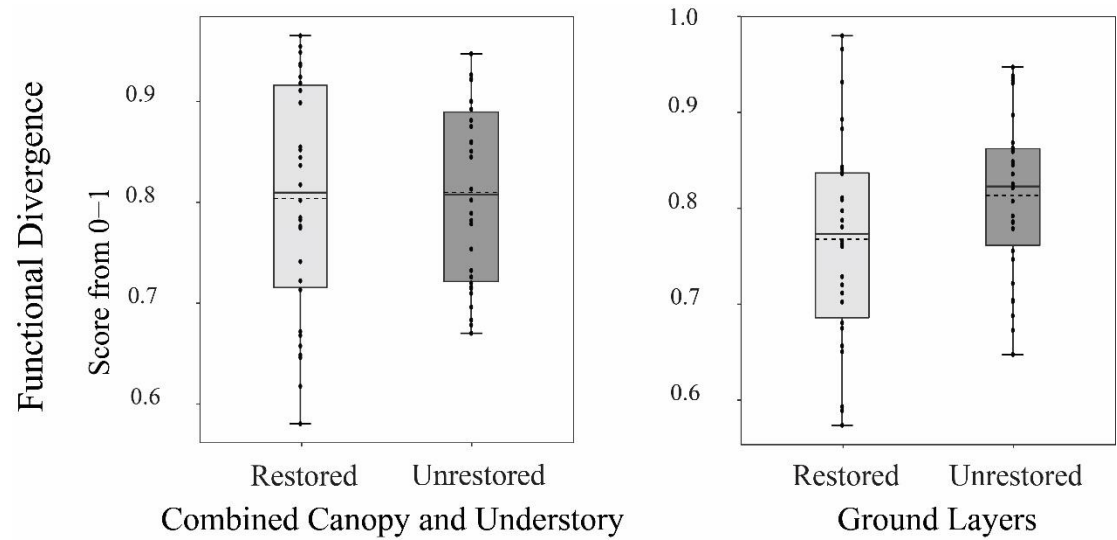 Functional Divergence
Score from 0–1
0.9
0.8
0.7
0.6
Restored Unrestored
Combined Canopy and Understory
1.0
0.9
0.8
0.7
0.6
Restored Unrestored
Ground Layers